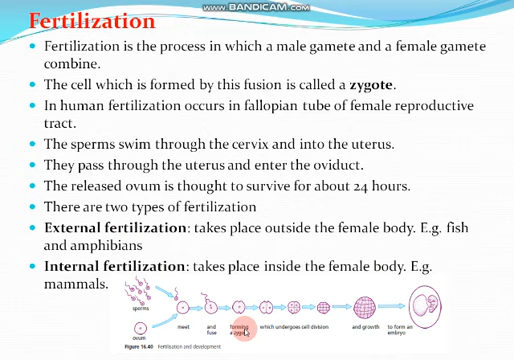 WWW.BANDICAM.COM
Fertilization
Fertilization is the process in which a male gamete and a female gamete
combine.
The cell which is formed by this fusion is called a zygote.
In human fertilization occurs in fallopian tube of female reproductive
tract.
The sperms swim through the cervix and into the uterus.
They pass through the uterus and enter the oviduct.
The released ovum is thought to survive for about 24 hours.
There are two types of fertilization
External fertilization: takes place outside the female body. E.g. fish
and amphibians
Internal fertilization: takes place inside the female body. E.g.
mammals.
sperms
ovum
meet
and
fuse
forming
a zygote
which undergoes cell division
and growth
to form an
embryo
Figure 16.40 Fertilization and development